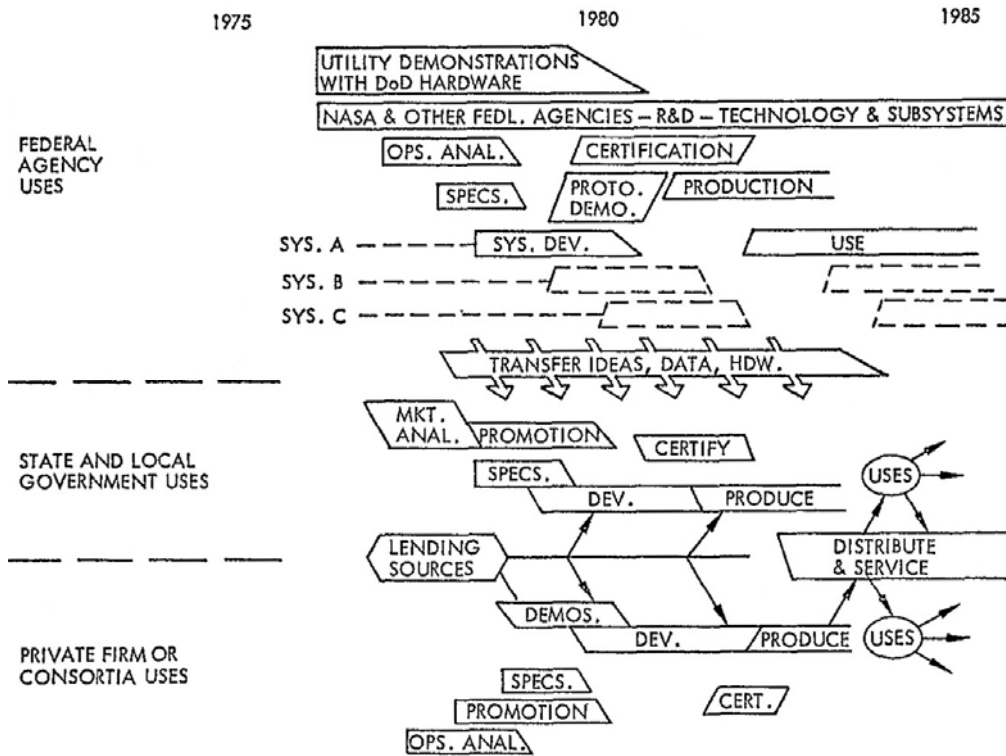 1975 1980 1985
UTILITY DEMONSTRATIONS
WITH DoD HARDWARE
NASA & OTHER FEDL. AGENCIES – R&D – TECHNOLOGY & SUBSYSTEMS
FEDERAL
AGENCY
USES
OPS. ANAL. CERTIFICATION
SPECS. PROTO.
DEMO. PRODUCTION
SYS. A SYS. DEV. USE
SYS. B
SYS. C
TRANSFER IDEAS, DATA, HDW.
STATE AND LOCAL
GOVERNMENT USES
MKT.
ANAL. PROMOTION CERTIFY
SPECS.
DEV. PRODUCE
USES
LENDING
SOURCES
DISTRIBUTE
& SERVICE
PRIVATE FIRM OR
CONSORTIA USES
DEMOS.
DEV. PRODUCE USES
SPECS.
PROMOTION CERT.
OPS. ANAL.